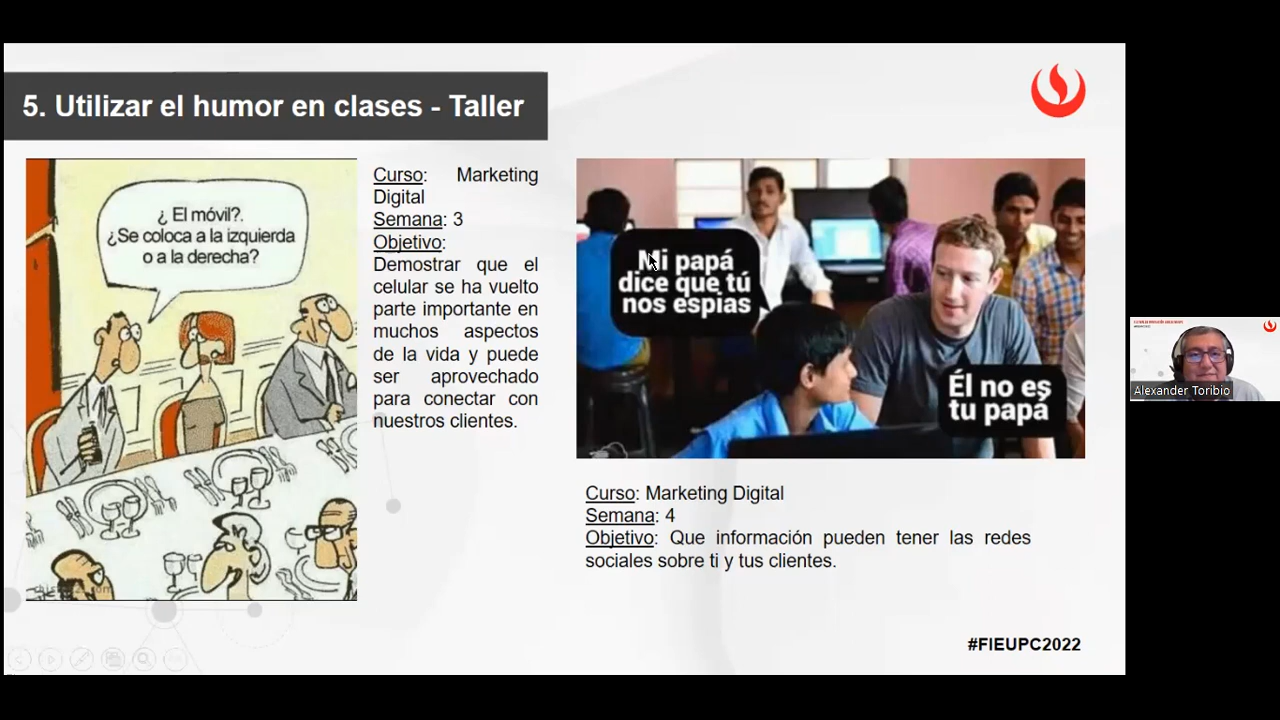 5. Utilizar el humor en clases - Taller
¿ El móvil?.
¿Se coloca a la izquierda
o a la derecha?
Curso: Marketing
Digital
Semana: 3
Objetivo:
Demostrar que el
celular se ha vuelto
parte importante en
muchos aspectos
de la vida y puede
ser aprovechado
para conectar con
nuestros clientes.
Mi papá
dice que tú
nos espías
Él no es
tu papá
Curso: Marketing Digital
Semana: 4
Objetivo: Que información pueden tener las redes
sociales sobre ti y tus clientes.
#FIEUPC2022
Alexander Toribio